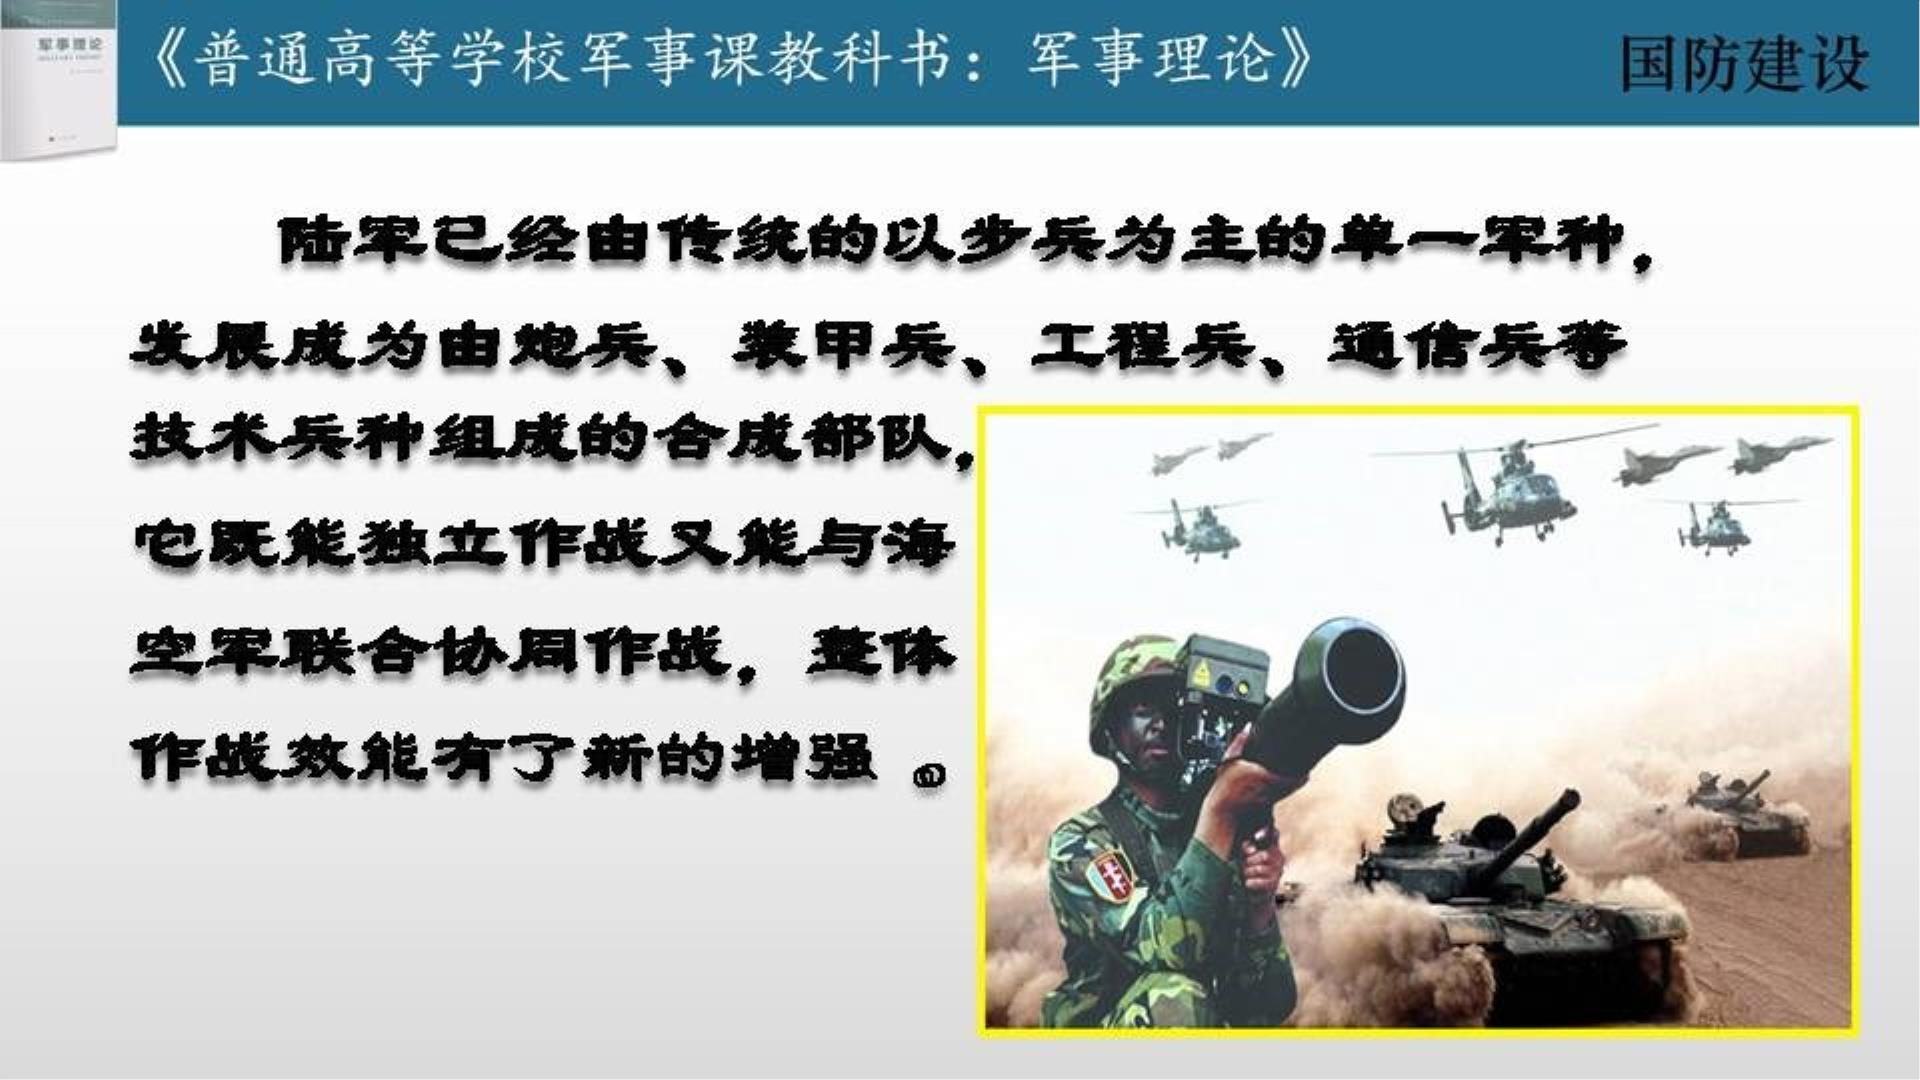 军事理论
《普通高等学校军事课教科书：军事理论》
国防建设
陆军已经由传统的以步兵为主的单一军种，
发展成为由炮兵、装甲兵、工程兵、通信兵等
技术兵种组成的合成部队，
它既能独立作战又能与海
空军联合协同作战，整体
作战效能有了新的增强 。